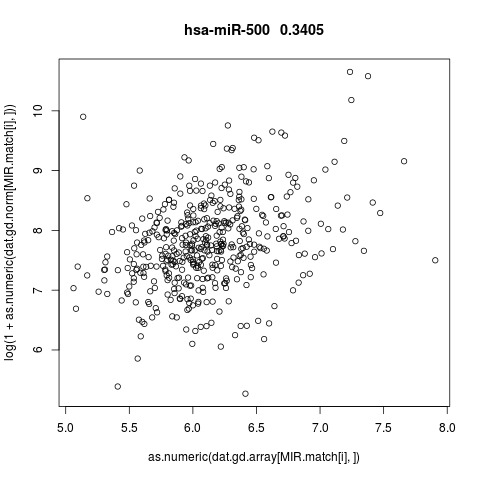 hsa-miR-500 0.3405
log(1 + as.numeric(dat.gd.norm[MIR.match[i], ]))
10
9
8
7
6
5.0 5.5 6.0 6.5 7.0 7.5 8.0
as.numeric(dat.gd.array[MIR.match[i], ])